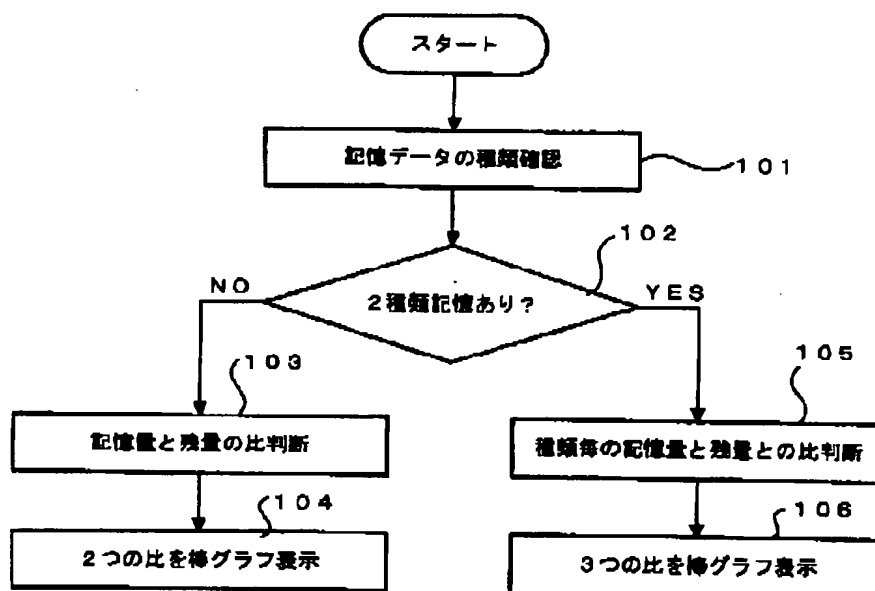 スタート
記憶データの種類確認
101
102
2種類記憶あり？
NO
YES
103
105
記憶量と残量の比判断
種類毎の記憶量と残量との比判断
104
106
2つの比を棒グラフ表示
3つの比を棒グラフ表示